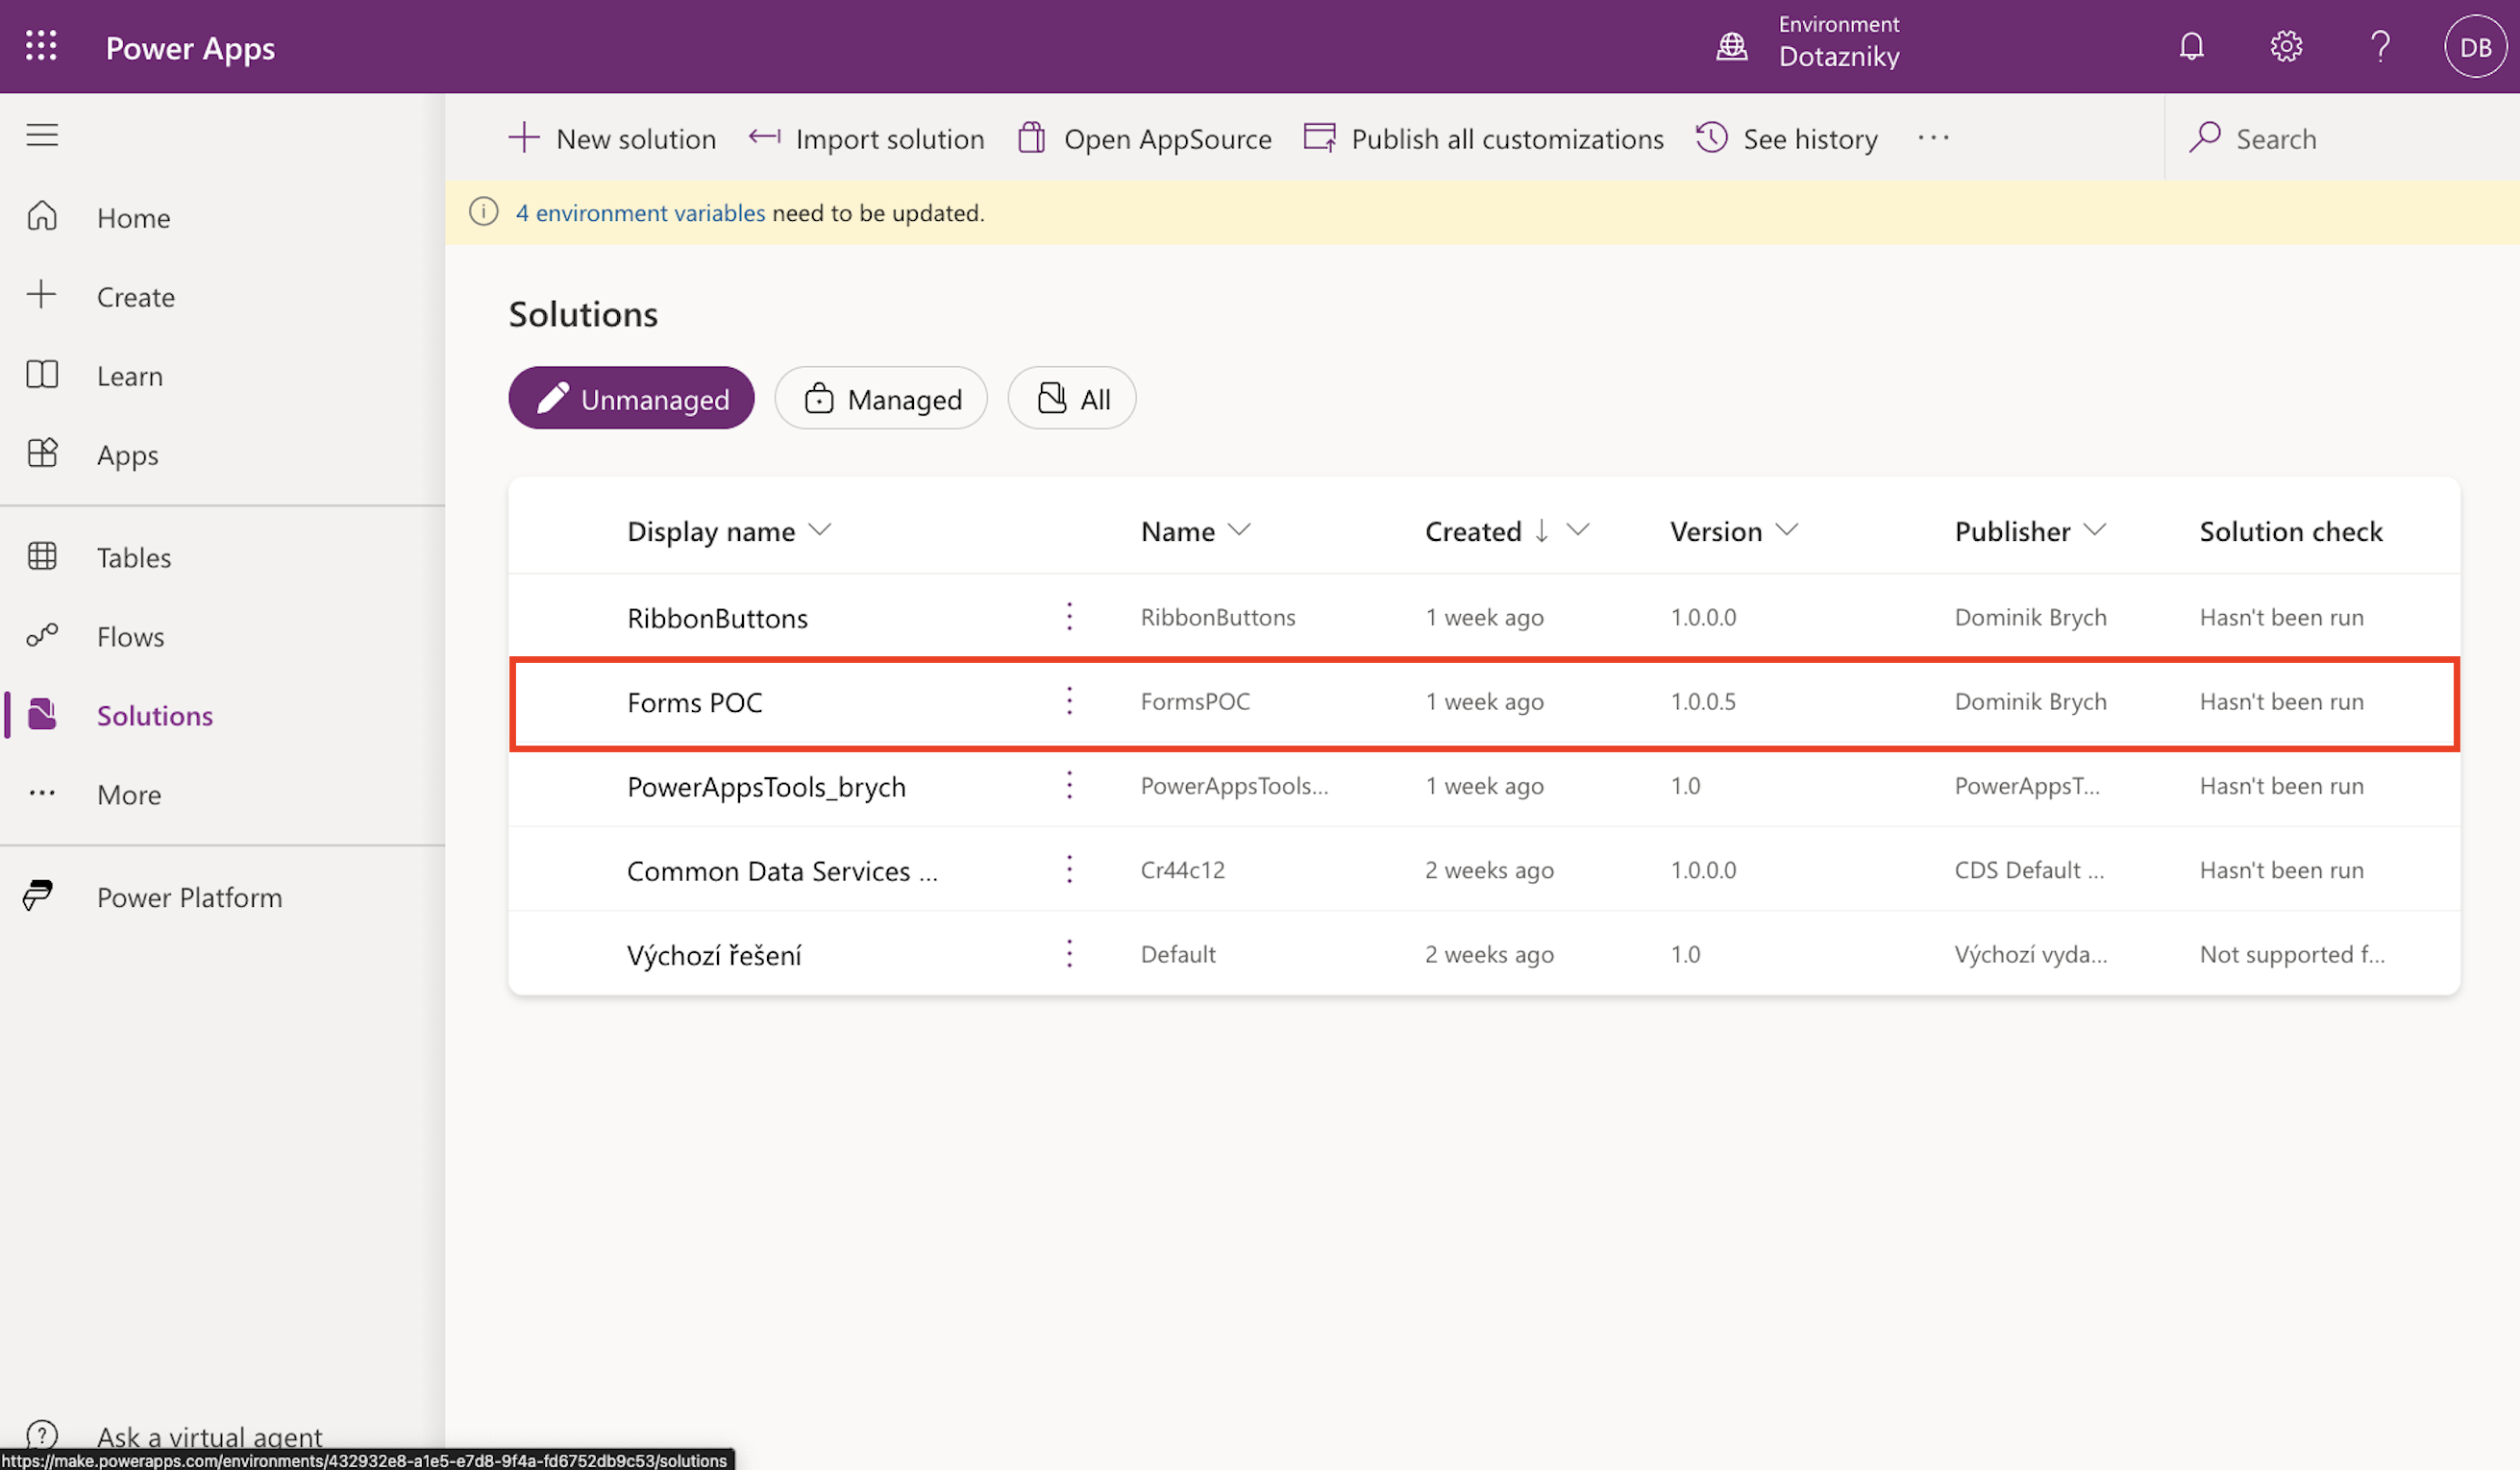 Power Apps
Environment
Dotazniky
DB
New solution
Import solution
Open AppSource
Publish all customizations
See history
Search
4 environment variables need to be updated.
Home
Create
Learn
Apps
Tables
Flows
Solutions
More
Power Platform
Ask a virtual agent
Solutions
Unmanaged
Managed
All
Display name Name Created Version Publisher Solution check
RibbonButtons RibbonButtons 1 week ago 1.0.0.0 Dominik Brych Hasn't been run
Forms POC FormsPOC 1 week ago 1.0.0.5 Dominik Brych Hasn't been run
PowerAppsTools_brych PowerAppsTools... 1 week ago 1.0 PowerAppsT... Hasn't been run
Common Data Services ... Cr44c12 2 weeks ago 1.0.0.0 CDS Default ... Hasn't been run
Výchozí řešení Default 2 weeks ago 1.0 Výchozí vyda... Not supported f...
https://make.powerapps.com/environments/432932e8-a1e5-e7d8-9f4a-fd6752db9c53/solutions